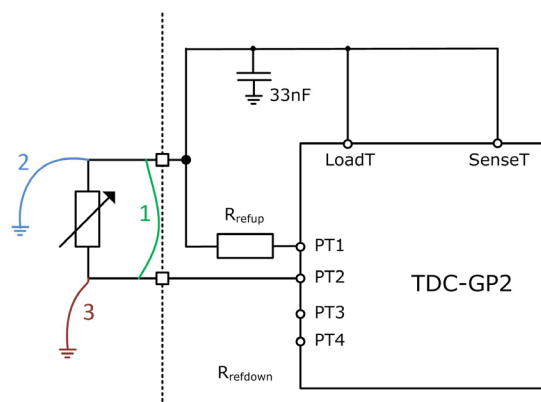 33nF
LoadT
SenseT
2
1
Rrefup
PT1
PT2
TDC-GP2
3
PT3
PT4
Rrefdown